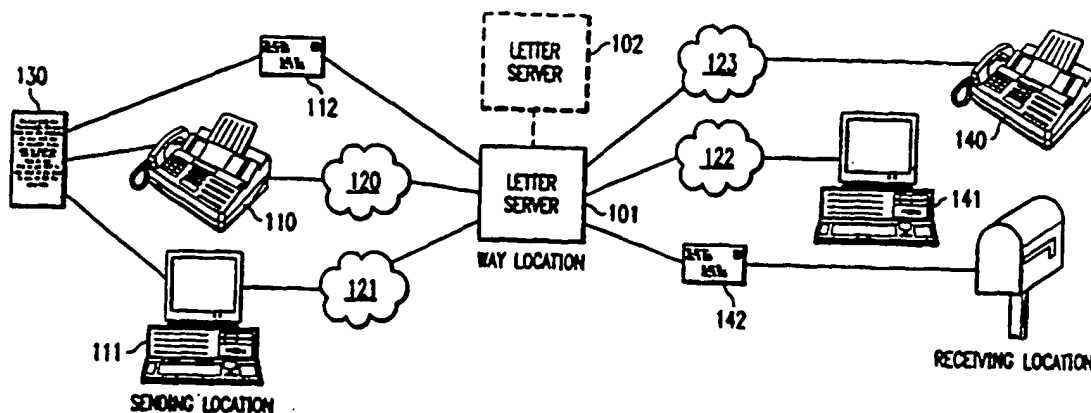 LETTER
SERVER
102
130
112
123
140
120
110
LETTER
SERVER
101
WAY LOCATION
122
141
121
111
142
SENDING LOCATION
RECEIVING LOCATION